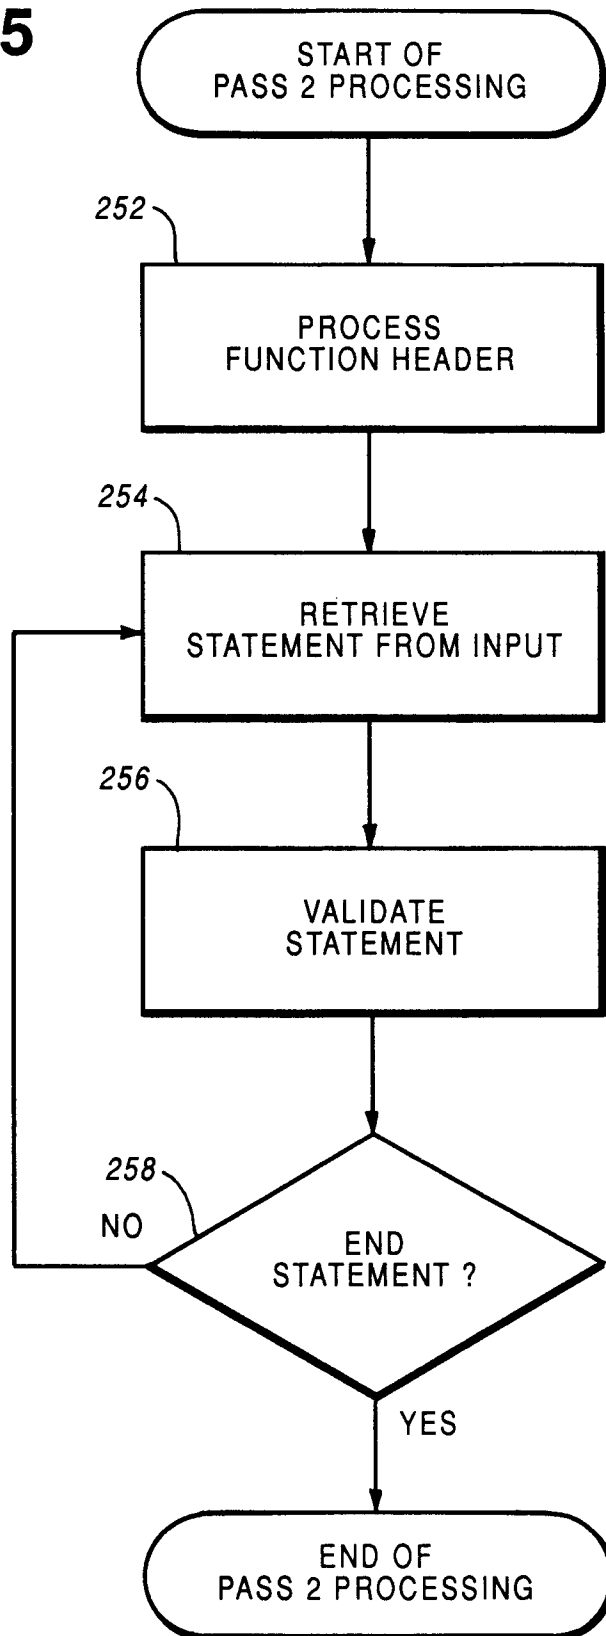 5
START OF
PASS 2 PROCESSING
252
PROCESS
FUNCTION HEADER
254
RETRIEVE
STATEMENT FROM INPUT
256
VALIDATE
STATEMENT
258
NO
END
STATEMENT ?
YES
END OF
PASS 2 PROCESSING